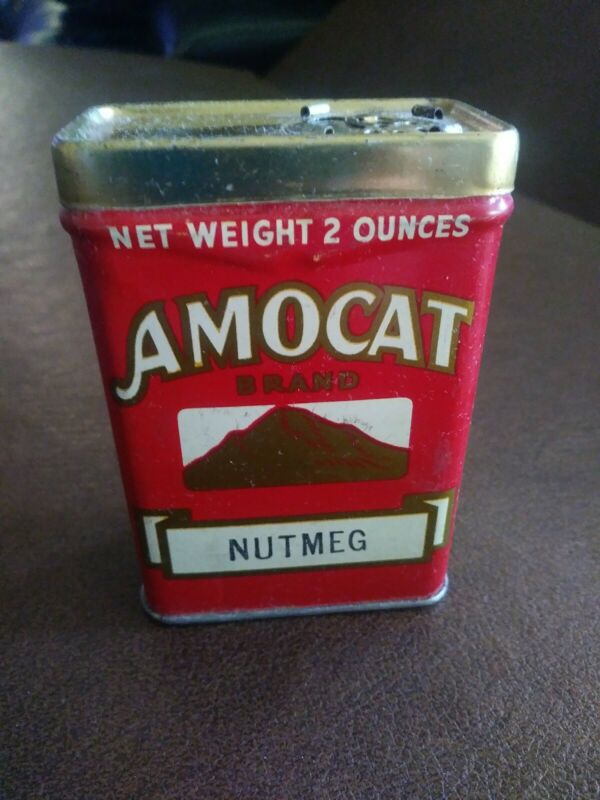 NET WEIGHT 2 OUNCES
AMOCAT
BRAND
NUTMEG